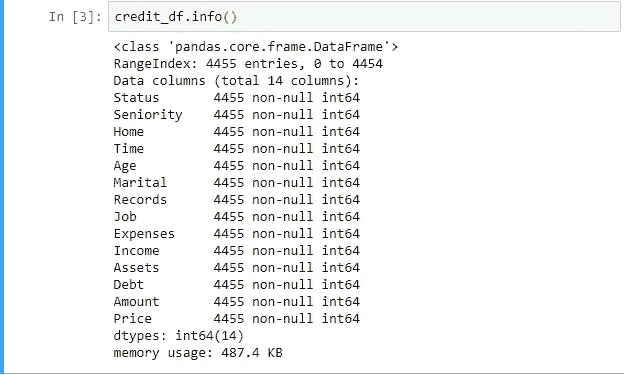 In [3]: credit_df.info()
<class 'pandas.core.frame.DataFrame'>
RangeIndex: 4455 entries, 0 to 4454
Data columns (total 14 columns):
Status       4455 non-null int64
Seniority    4455 non-null int64
Home         4455 non-null int64
Time         4455 non-null int64
Age          4455 non-null int64
Marital      4455 non-null int64
Records      4455 non-null int64
Job          4455 non-null int64
Expenses     4455 non-null int64
Income       4455 non-null int64
Assets       4455 non-null int64
Debt         4455 non-null int64
Amount       4455 non-null int64
Price        4455 non-null int64
dtypes: int64(14)
memory usage: 487.4 KB